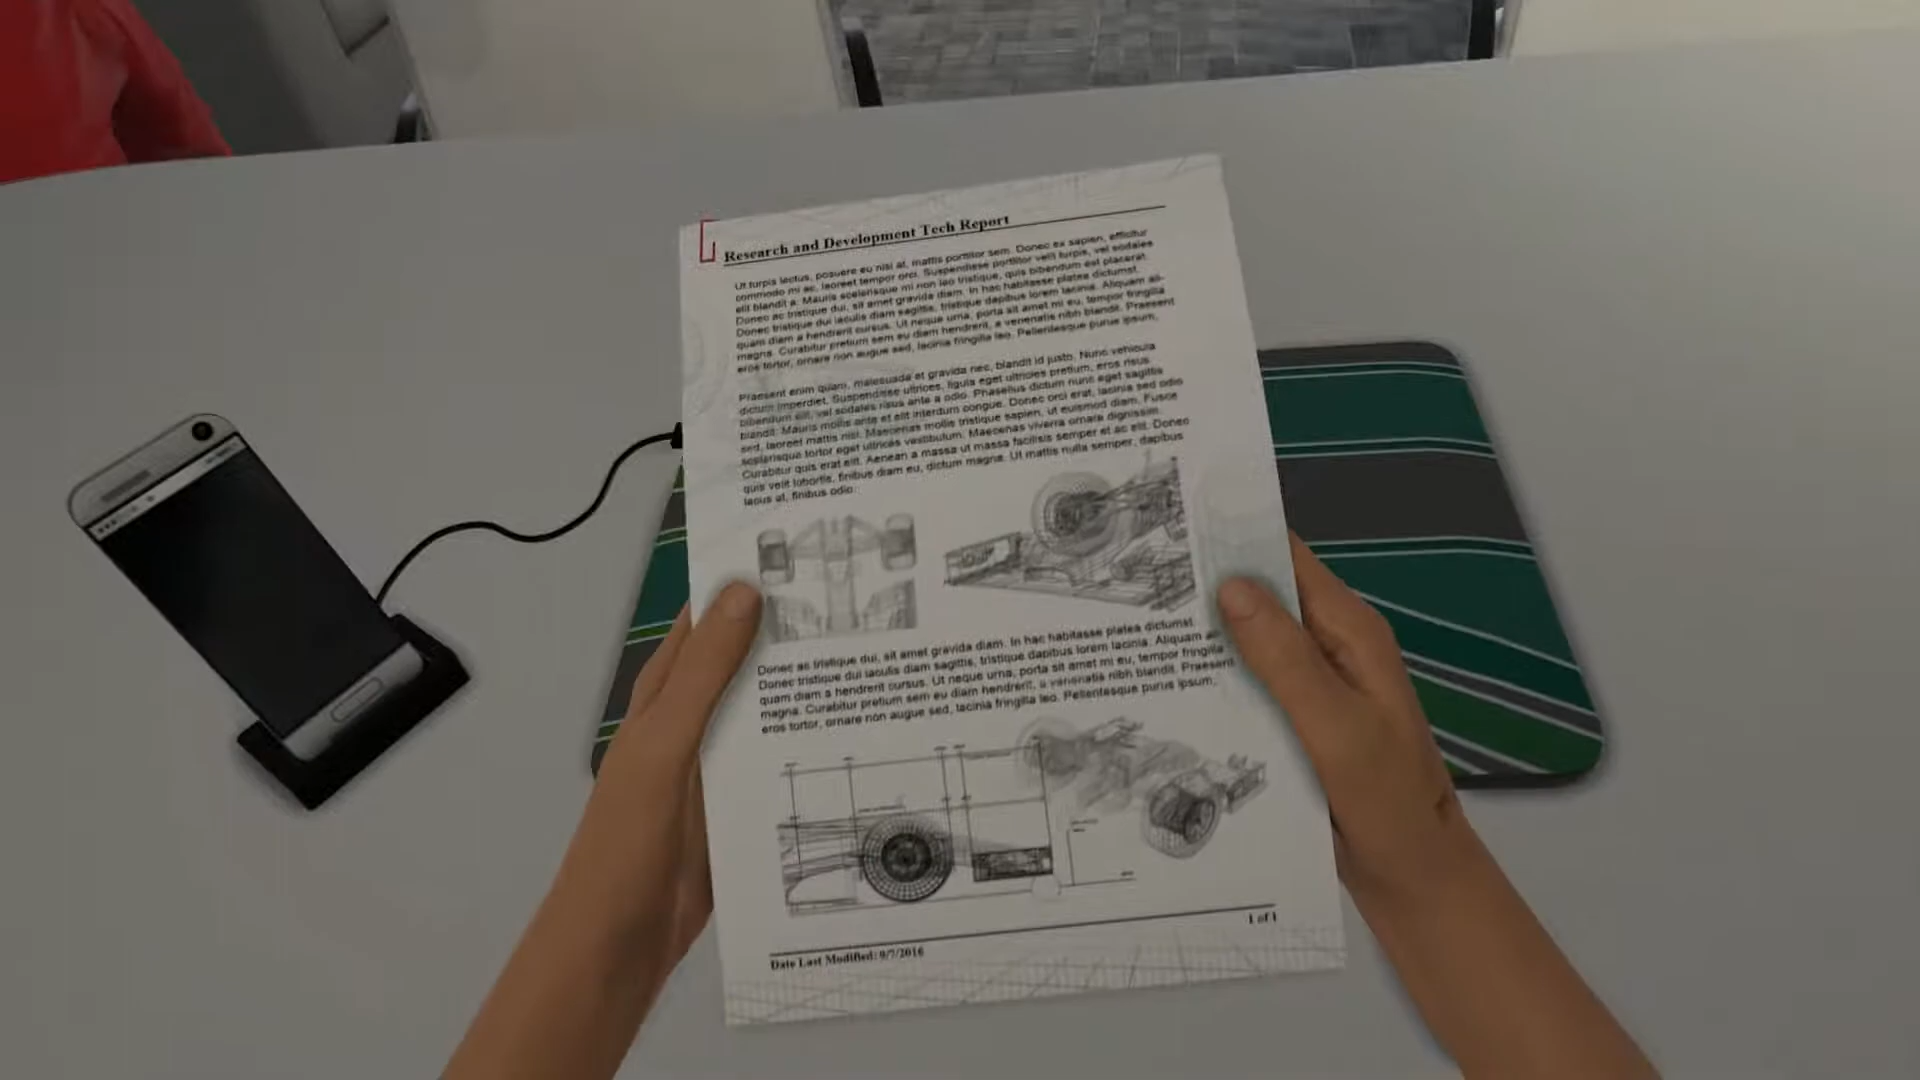 Research and Development Tech Report
Ut turpis lectus, posuere eu nisi at, mattis porttitor sem. Donec ex sapien, efficitur
commodo mi ac, laoreet tempor orci. Suspendisse porttitor velit turpis, vel sodales
elit blandit a. Mauris scelerisque mi non leo tristique, quis bibendum est placerat.
Donec ac tristique dui, sit amet gravida diam. In hac habitasse platea dictumst.
Donec tristique dui iaculis diam sagittis, tristique dapibus lorem lacinia. Aliquam ali-
quam diam a hendrerit cursus. Ut neque urna, porta sit amet mi eu, tempor fringilla
magna. Curabitur pretium sem eu diam hendrerit, a venenatis nibh blandit. Praesent
eros tortor, ornare non augue sed, lacinia fringilla leo. Pellentesque purus ipsum,
Praesent enim quam, malesuada et gravida nec, blandit id justo. Nunc vehicula
dictum imperdiet. Suspendisse ultrices, ligula eget ultricies pretium, eros risus
bibendum elit, vel sodales risus ante a odio. Phasellus dictum nunc eget sagittis
blandit. Mauris mollis ante et elit interdum congue. Donec orci erat, lacinia sed odio
sed, laoreet mattis nisl. Maecenas mollis tristique sapien, ut euismod diam. Fusce
scelerisque tortor eget ultrices vestibulum. Maecenas viverra ornare dignissim.
Curabitur quis erat elit. Aenean a massa ut massa facilisis semper et ac elit. Donec
quis velit lobortis, finibus diam eu, dictum magna. Ut mattis nulla semper, dapibus
lacus at, finibus odio.
Donec ac tristique dui, sit amet gravida diam. In hac habitasse platea dictumst.
Donec tristique dui iaculis diam sagittis, tristique dapibus lorem lacinia. Aliquam
quam diam a hendrerit cursus. Ut neque urna, porta sit amet mi eu, tempor fringilla
magna. Curabitur pretium sem eu diam hendrerit, a venenatis nibh blandit. Praesent
eros tortor, ornare non augue sed, lacinia fringilla leo. Pellentesque purus ipsum,
1 of 1
Date Last Modified: 9/7/2016